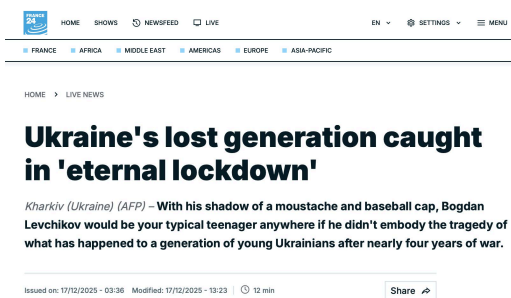 FRANCE
24
HOME SHOWS NEWSFEED LIVE EN SETTINGS MENU
FRANCE AFRICA MIDDLE EAST AMERICAS EUROPE ASIA-PACIFIC
HOME > LIVE NEWS
Ukraine's lost generation caught
in 'eternal lockdown'
Kharkiv (Ukraine) (AFP) – With his shadow of a moustache and baseball cap, Bogdan
Levchikov would be your typical teenager anywhere if he didn't embody the tragedy of
what has happened to a generation of young Ukrainians after nearly four years of war.
Issued on: 17/12/2025 - 03:36 Modified: 17/12/2025 - 13:23 12 min Share